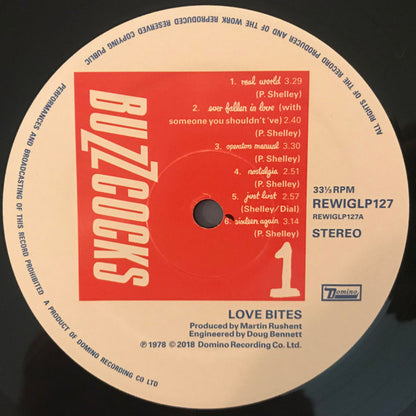 ALL RIGHTS OF THE RECORD PRODUCER AND OF THE WORK REPRODUCED RESERVED COPYING PUBLIC PERFORMANCES AND BROADCASTING OF THIS RECORD PROHIBITED A PRODUCT OF DOMINO RECORDING CO LTD
BUZZCOCKS
1. real world 3.29
(P. Shelley)
2. ever fallen in love (with
someone you shouldn't 've) 2.40
(P. Shelley)
3. operators manual 3.30
(P. Shelley)
4. nostalgia 2.51
(P. Shelley)
5. just lust 2.57
(Shelley/Dial)
6. sixteen again 3.14
(P. Shelley)
1
33⅓ RPM
REWIGLP127
REWIGLP127A
STEREO
Domino
LOVE BITES
Produced by Martin Rushent
Engineered by Doug Bennett
℗ 1978 © 2018 Domino Recording Co. Ltd.